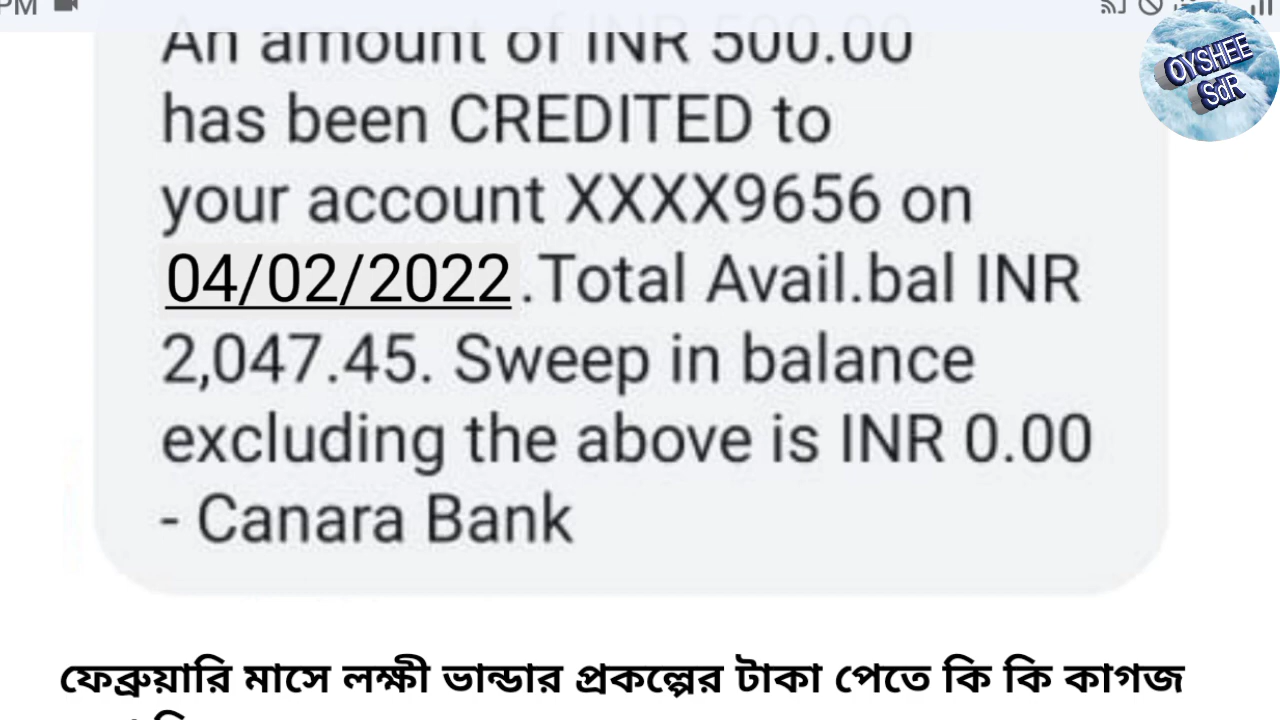 PM
OYSHEE
SdR
An amount of INR 500.00
has been CREDITED to
your account XXXX9656 on
04/02/2022.Total Avail.bal INR
2,047.45. Sweep in balance
excluding the above is INR 0.00
- Canara Bank
ফেব্রুয়ারি মাসে লক্ষী ভান্ডার প্রকল্পের টাকা পেতে কি কি কাগজ